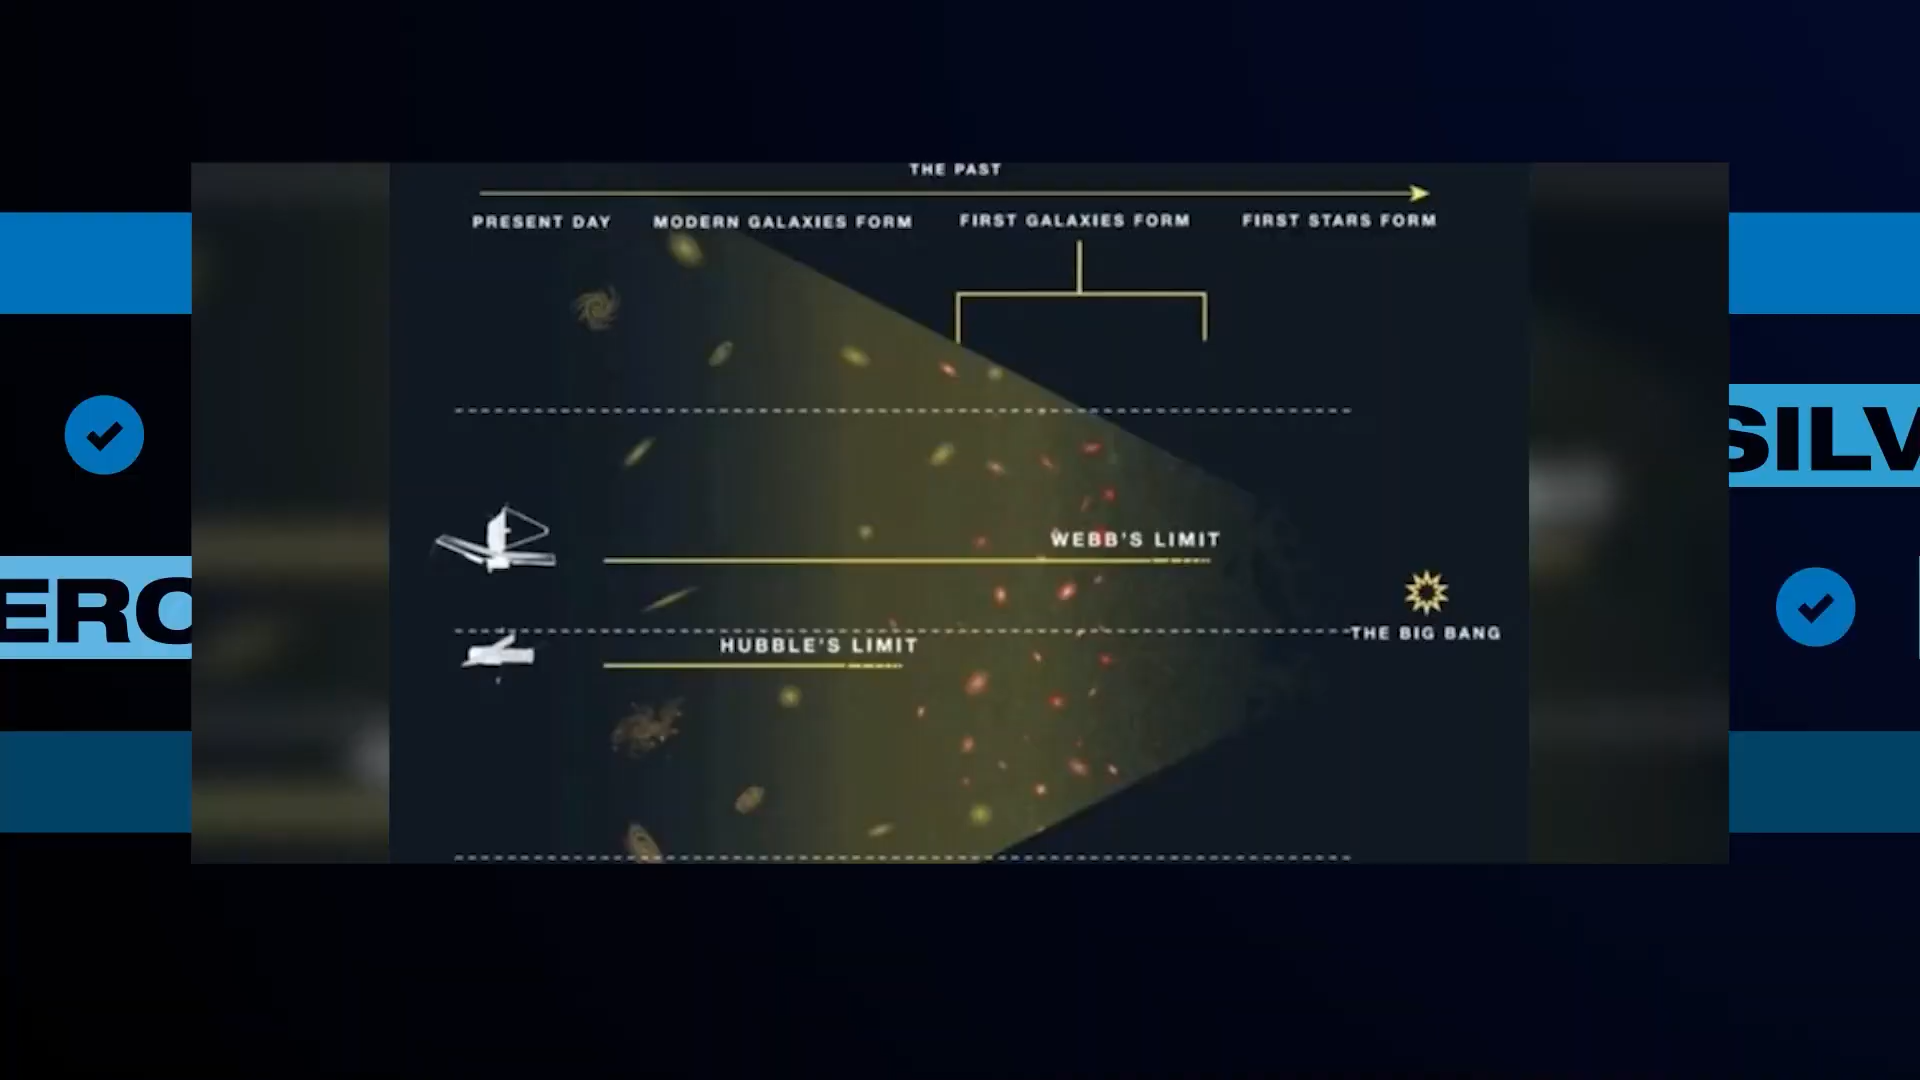 THE PAST
PRESENT DAY
MODERN GALAXIES FORM
FIRST GALAXIES FORM
FIRST STARS FORM
SILV
WEBB'S LIMIT
ERO
THE BIG BANG
HUBBLE'S LIMIT